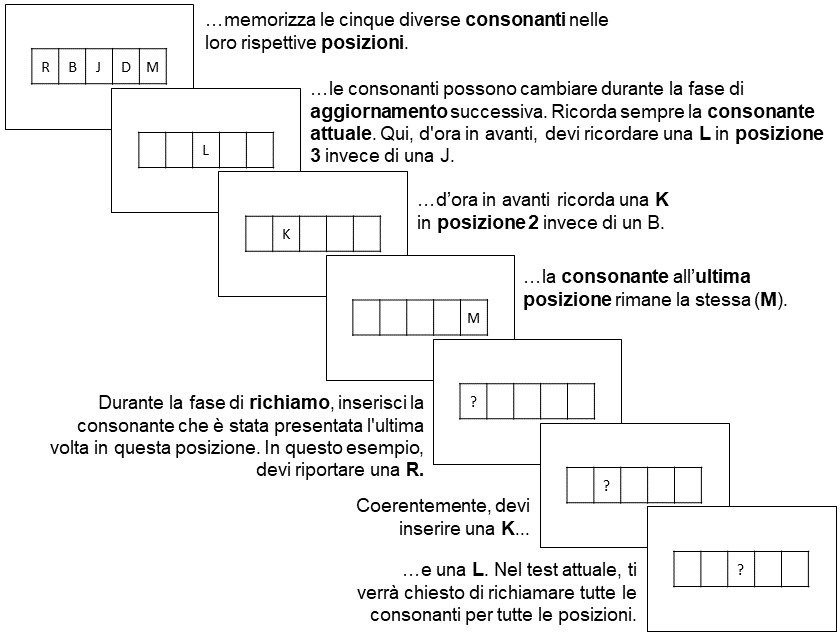 …memorizza le cinque diverse consonanti nelle
loro rispettive posizioni.
R B J D M
…le consonanti possono cambiare durante la fase di
aggiornamento successiva. Ricorda sempre la consonante
attuale. Qui, d'ora in avanti, devi ricordare una L in posizione
3 invece di una J.
L
…d'ora in avanti ricorda una K
in posizione 2 invece di un B.
K
…la consonante all'ultima
posizione rimane la stessa (M).
M
Durante la fase di richiamo, inserisci la
consonante che è stata presentata l'ultima
volta in questa posizione. In questo esempio,
devi riportare una R.
?
Coerentemente, devi
inserire una K...
?
…e una L. Nel test attuale, ti
verrà chiesto di richiamare tutte le
consonanti per tutte le posizioni.
?